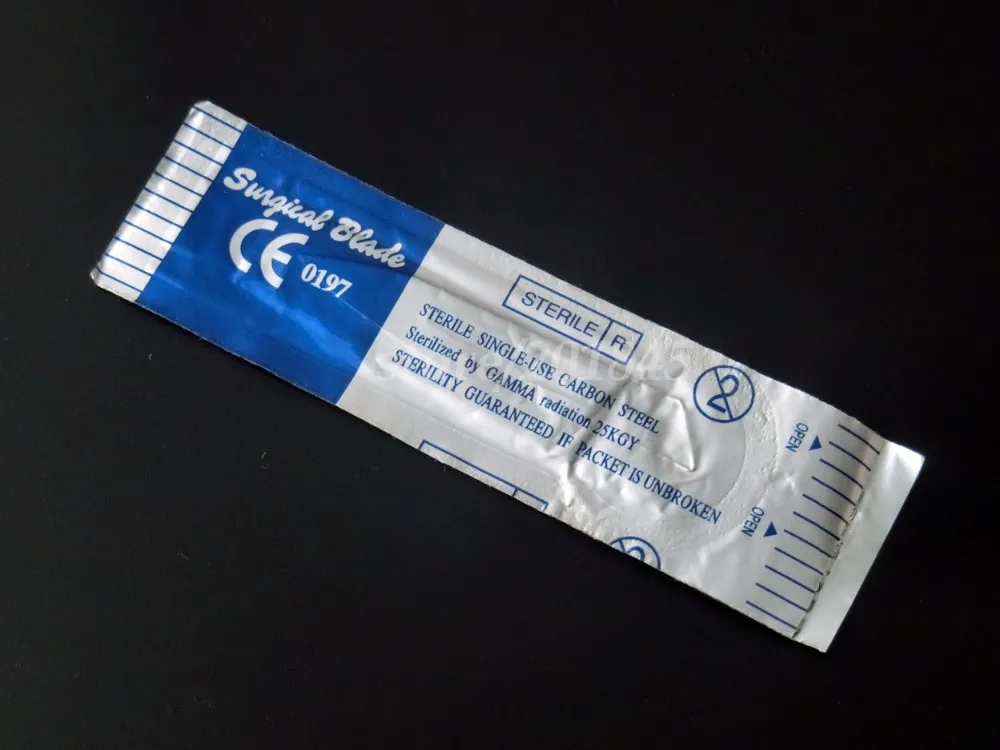 Surgical Blade
CE 0197
STERILE R
STERILE SINGLE-USE CARBON STEEL
Sterilized by GAMMA radiation 25KGY
STERILITY GUARANTEED IF PACKET IS UNBROKEN
2
OPEN
OPEN
2